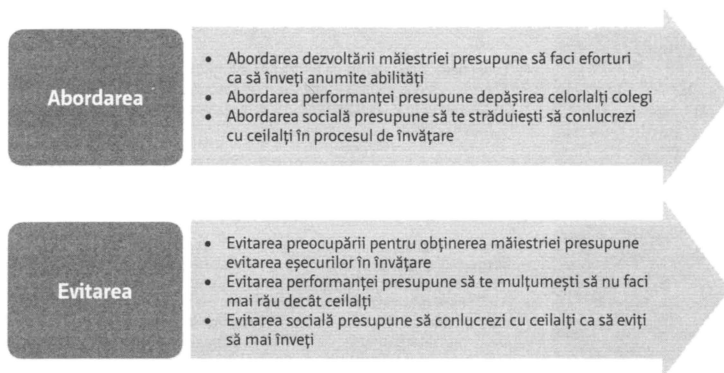 Abordarea
• Abordarea dezvoltării măiestriei presupune să faci eforturi
ca să înveți anumite abilități
• Abordarea performanței presupune depășirea celorlalți colegi
• Abordarea socială presupune să te străduiești să conlucrezi
cu ceilalți în procesul de învățare
Evitarea
• Evitarea preocupării pentru obținerea măiestriei presupune
evitarea eșecurilor în învățare
• Evitarea performanței presupune să te mulțumești să nu faci
mai rău decât ceilalți
• Evitarea socială presupune să conlucrezi cu ceilalți ca să eviți
să mai înveți